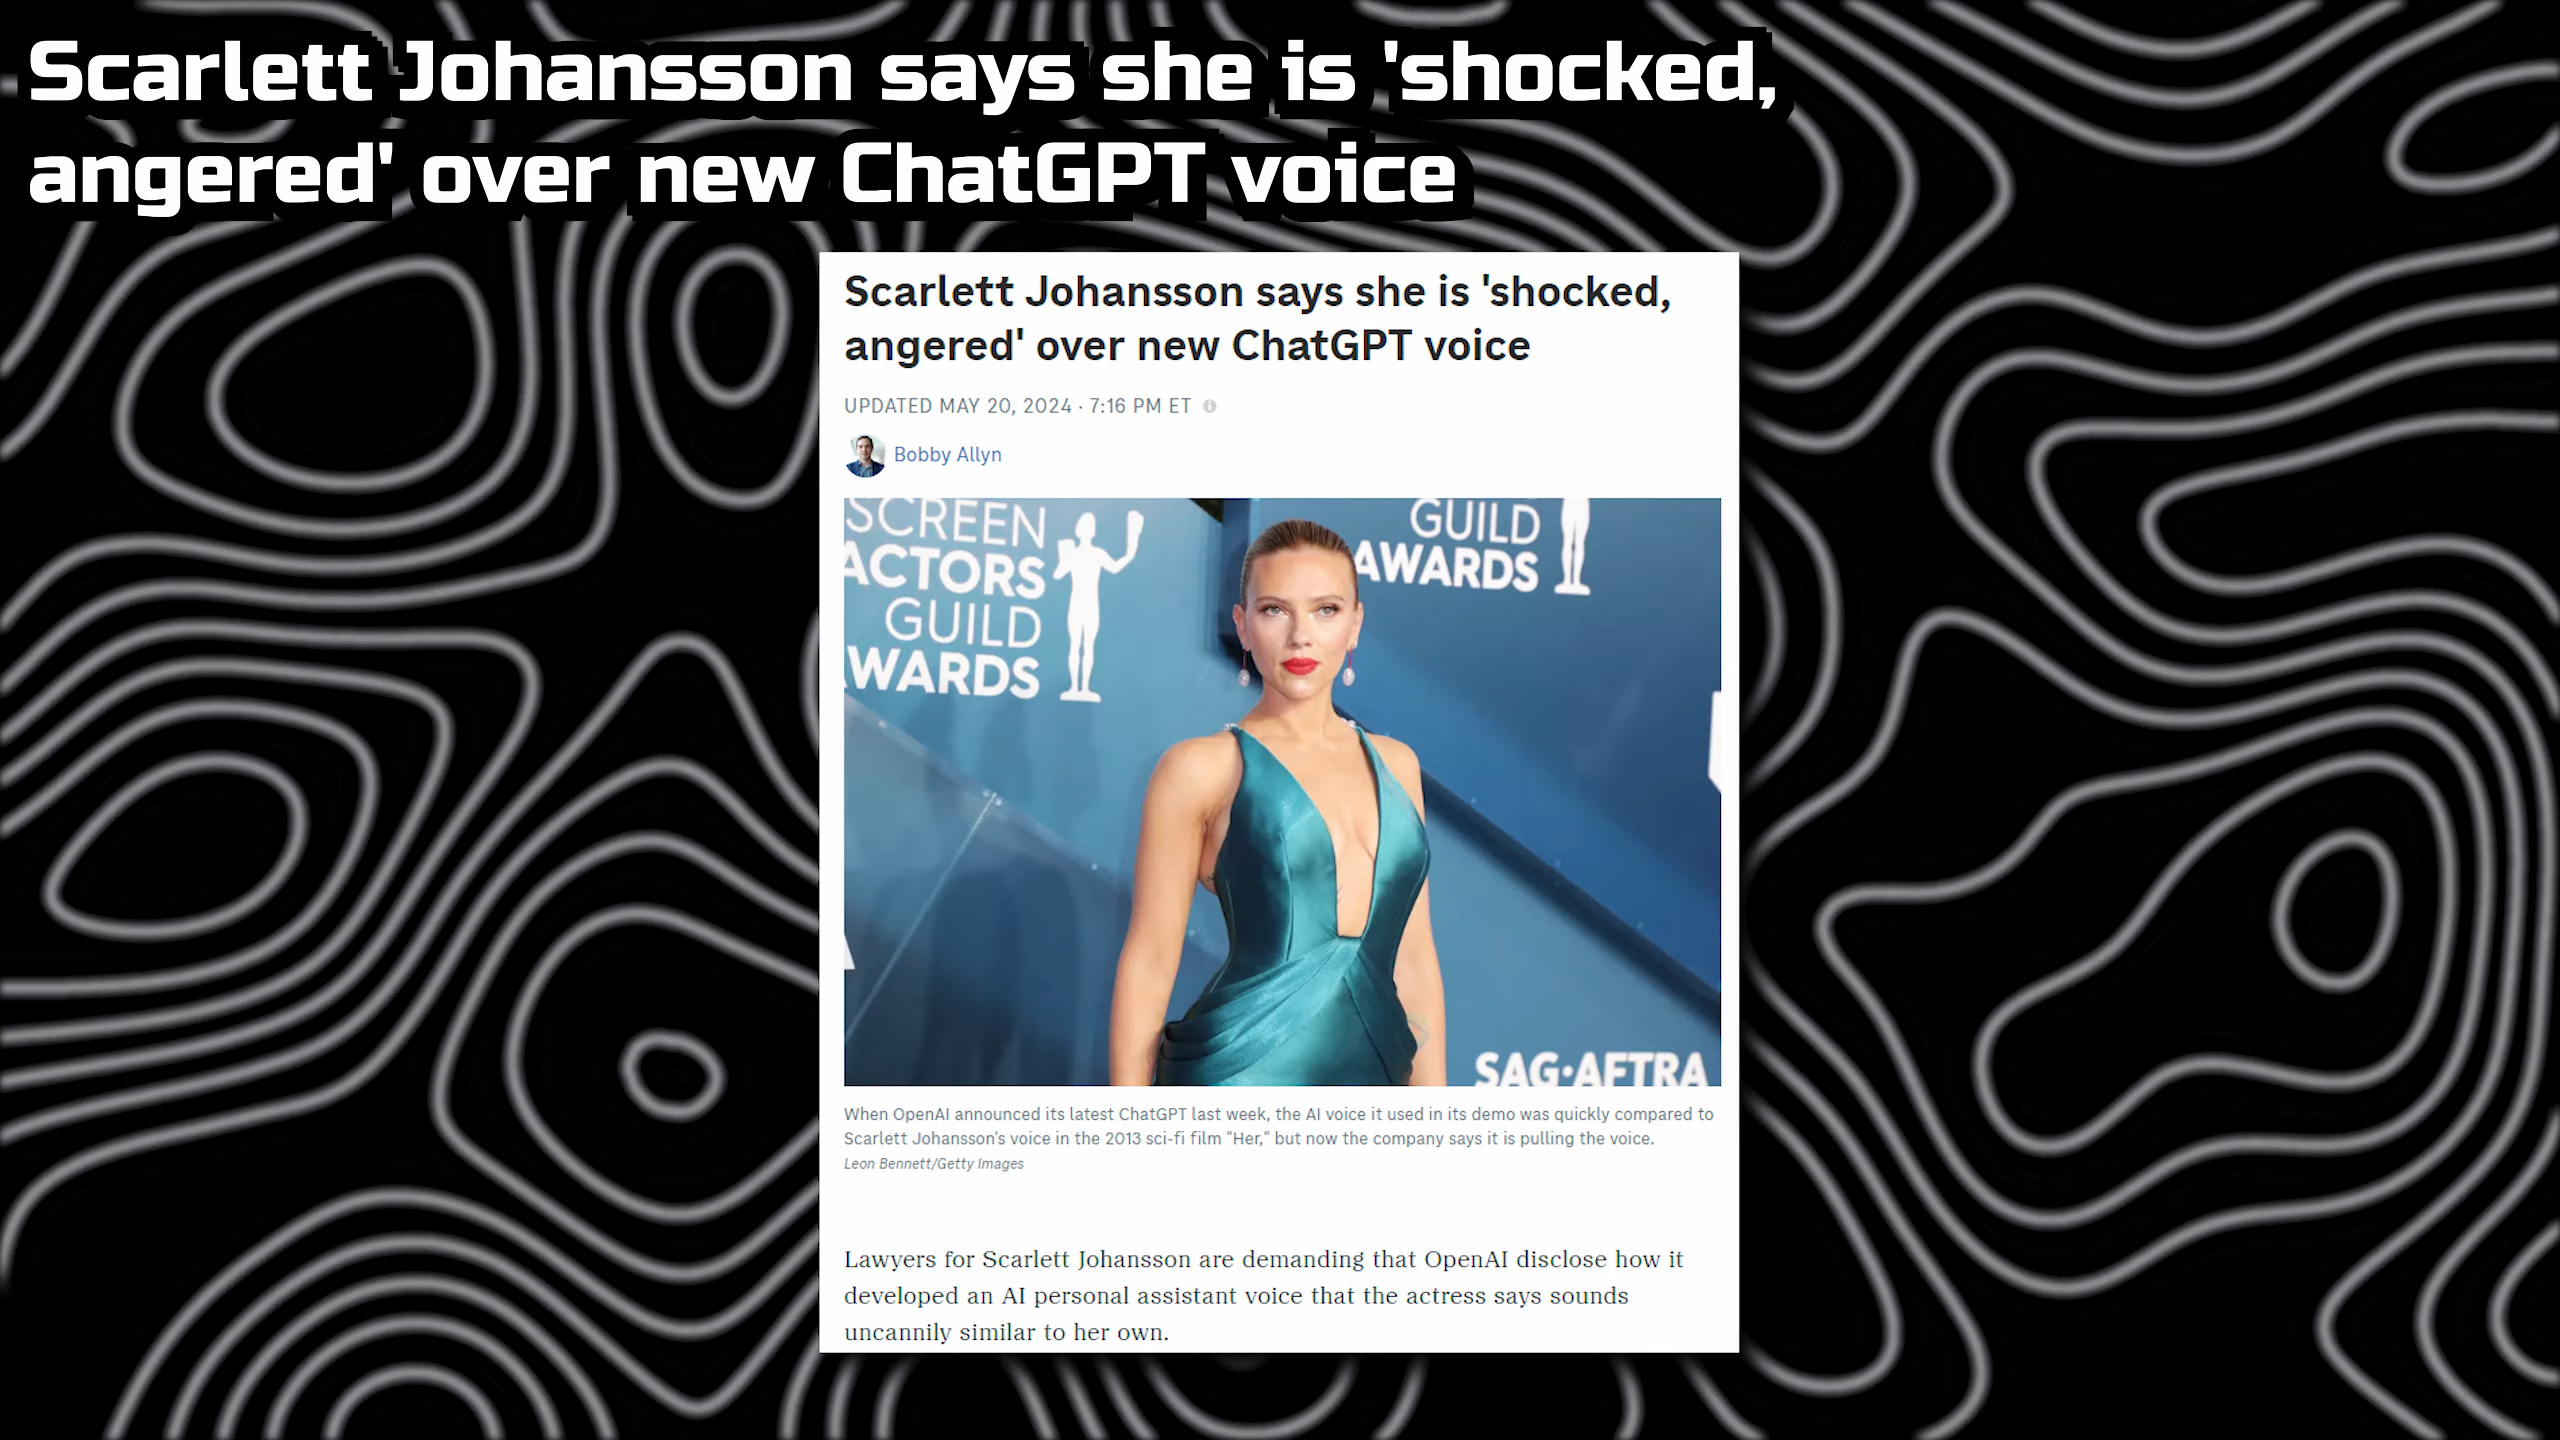 Scarlett Johansson says she is 'shocked,
angered' over new ChatGPT voice
Scarlett Johansson says she is 'shocked,
angered' over new ChatGPT voice
UPDATED MAY 20, 2024 · 7:16 PM ET
Bobby Allyn
SCREEN
ACTORS
GUILD
WARDS
GUILD
AWARDS
SAG·AFTRA
When OpenAI announced its latest ChatGPT last week, the AI voice it used in its demo was quickly compared to
Scarlett Johansson's voice in the 2013 sci-fi film "Her," but now the company says it is pulling the voice.
Leon Bennett/Getty Images
Lawyers for Scarlett Johansson are demanding that OpenAI disclose how it
developed an AI personal assistant voice that the actress says sounds
uncannily similar to her own.